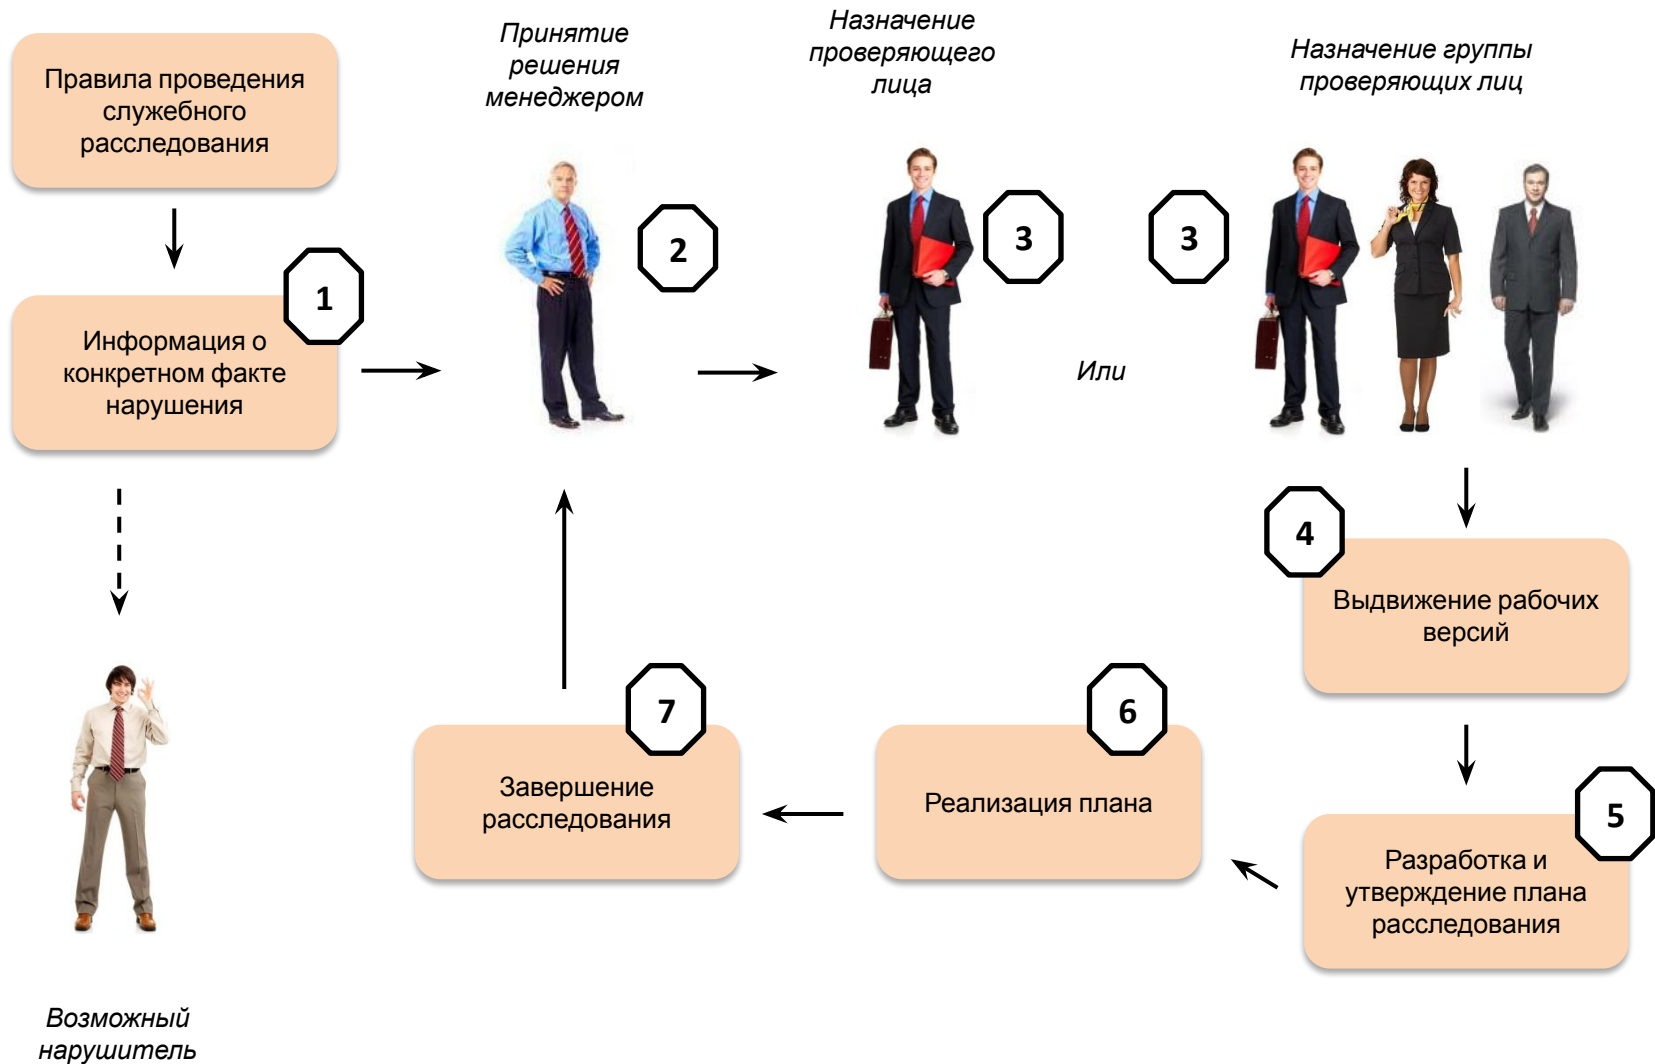 Правила проведения
служебного
расследования
Принятие
решения
менеджером
Назначение
проверяющего
лица
Назначение группы
проверяющих лиц
1
Информация о
конкретном факте
нарушения
2
3
Или
3
4
Выдвижение рабочих
версий
5
Разработка и
утверждение плана
расследования
6
Реализация плана
7
Завершение
расследования
Возможный
нарушитель